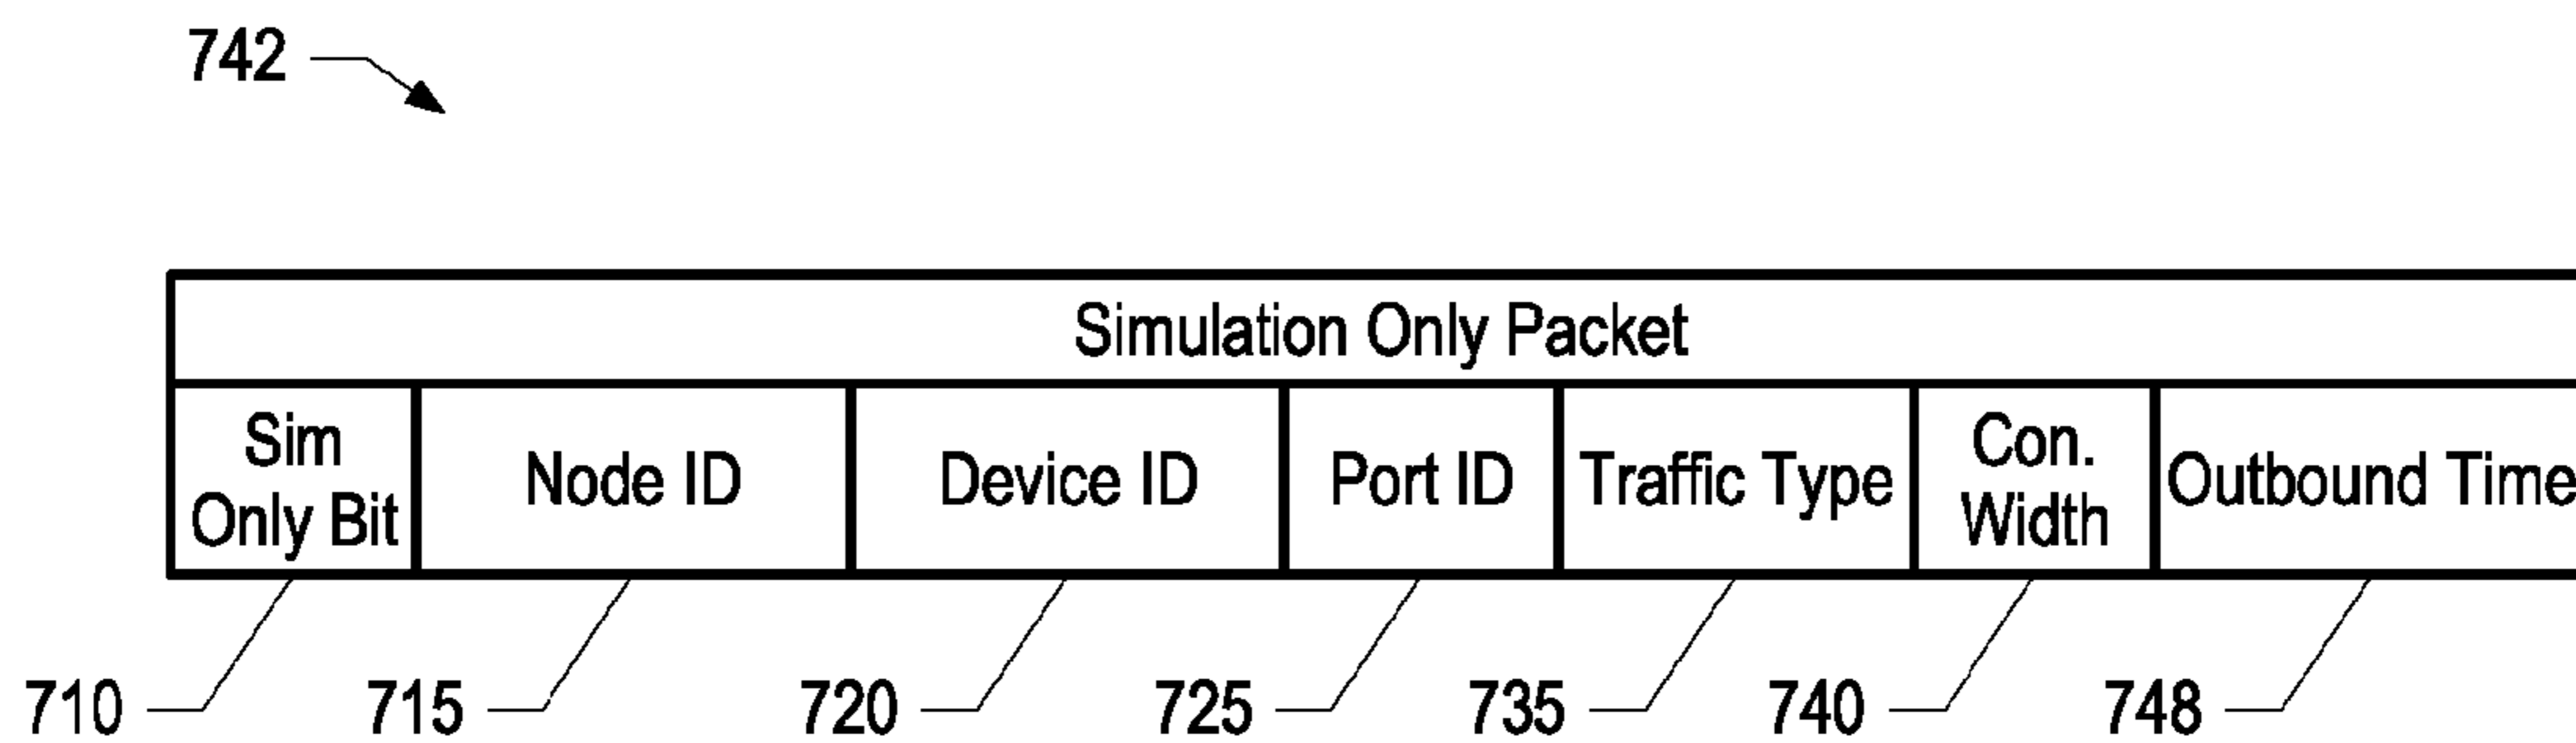 742
Simulation Only Packet
Sim
Only Bit
Node ID
Device ID
Port ID
Traffic Type
Con.
Width
Outbound Time
710
715
720
725
735
740
748